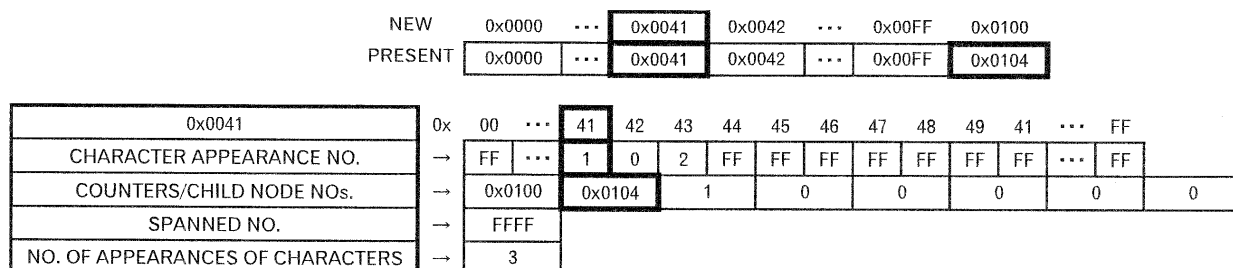 NEW 0x0000 ··· 0x0041 0x0042 ··· 0x00FF 0x0100
PRESENT 0x0000 ··· 0x0041 0x0042 ··· 0x00FF 0x0104
0x0041 0x 00 ··· 41 42 43 44 45 46 47 48 49 41 ··· FF
CHARACTER APPEARANCE NO. → FF ··· 1 0 2 FF FF FF FF FF FF FF ··· FF
COUNTERS/CHILD NODE NOs. → 0x0100 0x0104 1 0 0 0 0 0
SPANNED NO. → FFFF
NO. OF APPEARANCES OF CHARACTERS → 3